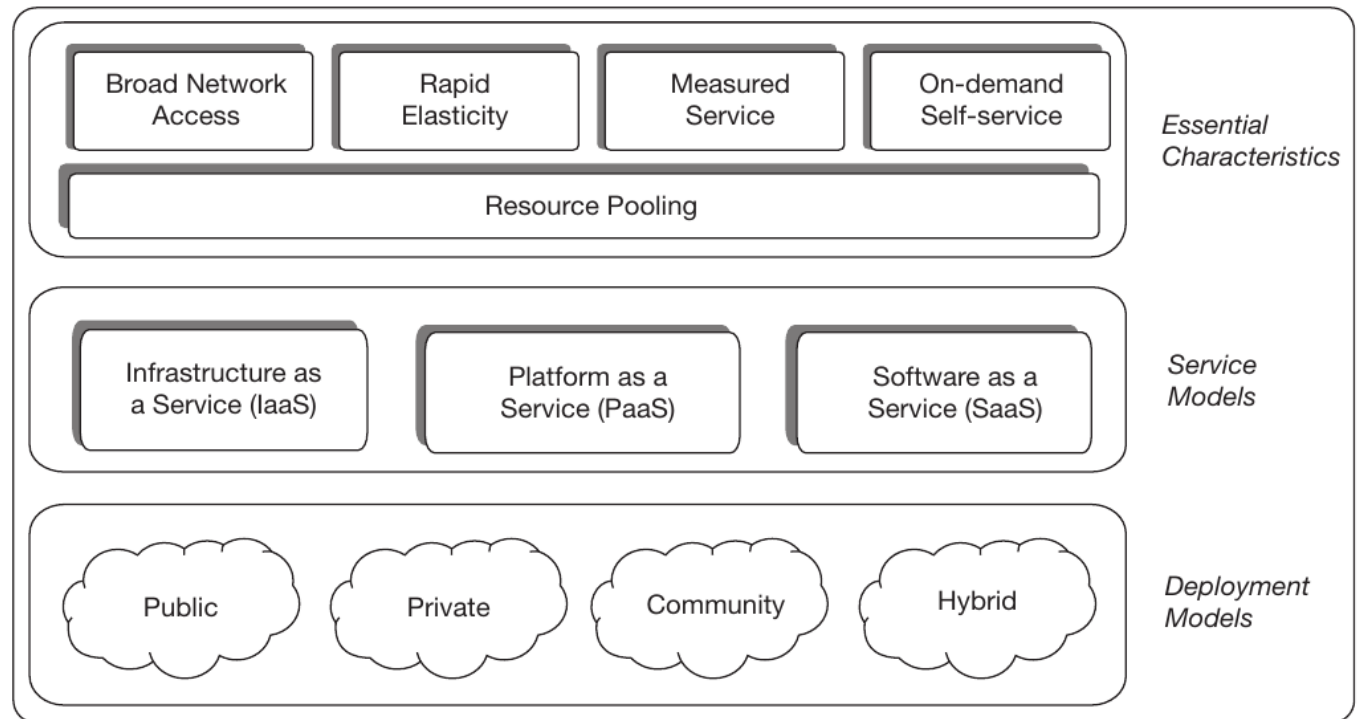 Broad Network
Access
Rapid
Elasticity
Measured
Service
On-demand
Self-service
Resource Pooling
Essential
Characteristics
Infrastructure as
a Service (IaaS)
Platform as a
Service (PaaS)
Software as a
Service (SaaS)
Service
Models
Public
Private
Community
Hybrid
Deployment
Models